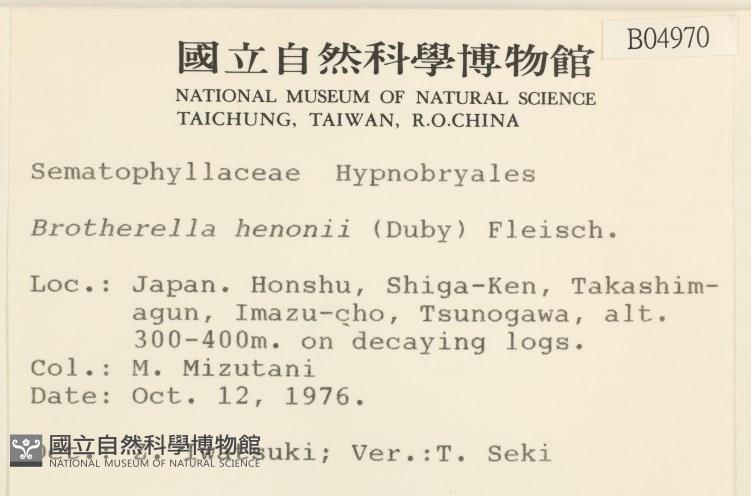 B04970
國立自然科學博物館
NATIONAL MUSEUM OF NATURAL SCIENCE
TAICHUNG, TAIWAN, R.O.CHINA
Sematophyllaceae Hypnobryales
Brotherella henonii (Duby) Fleisch.
Loc.: Japan. Honshu, Shiga-Ken, Takashim-
agun, Imazu-cho, Tsunogawa, alt.
300-400m. on decaying logs.
Col.: M. Mizutani
Date: Oct. 12, 1976.
Det.: Z. Iwatsuki; Ver.:T. Seki
國立自然科學博物館
NATIONAL MUSEUM OF NATURAL SCIENCE